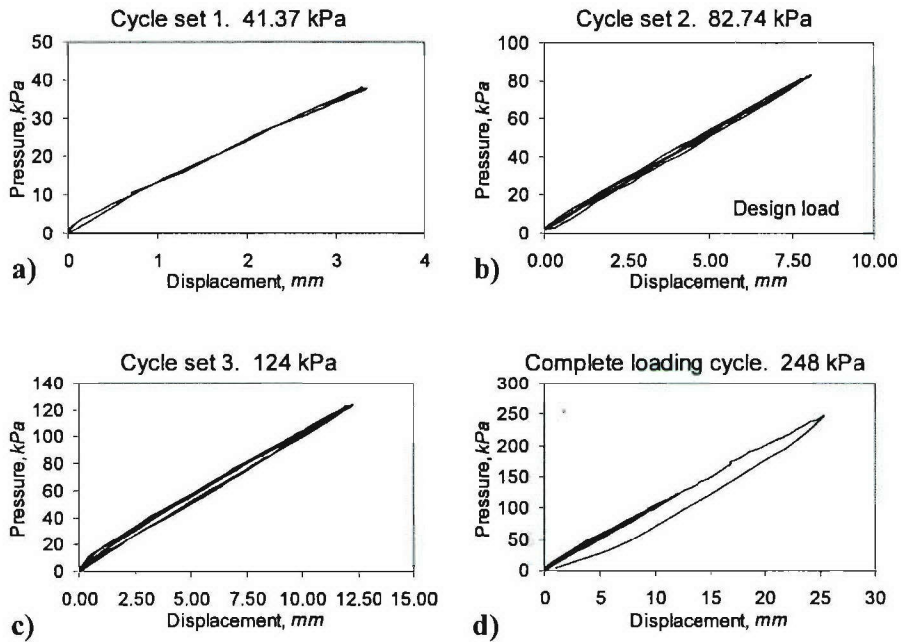 Cycle set 1. 41.37 kPa
50
40
30
20
10
0
Pressure, kPa
0 1 2 3 4
Displacement, mm
a)
Cycle set 2. 82.74 kPa
100
80
60
40
20
0
Pressure, kPa
Design load
0.00 2.50 5.00 7.50 10.00
Displacement, mm
b)
Cycle set 3. 124 kPa
140
120
100
80
60
40
20
0
Pressure, kPa
0.00 2.50 5.00 7.50 10.00 12.50 15.00
Displacement, mm
c)
Complete loading cycle. 248 kPa
300
250
200
150
100
50
0
Pressure, kPa
0 5 10 15 20 25 30
Displacement, mm
d)